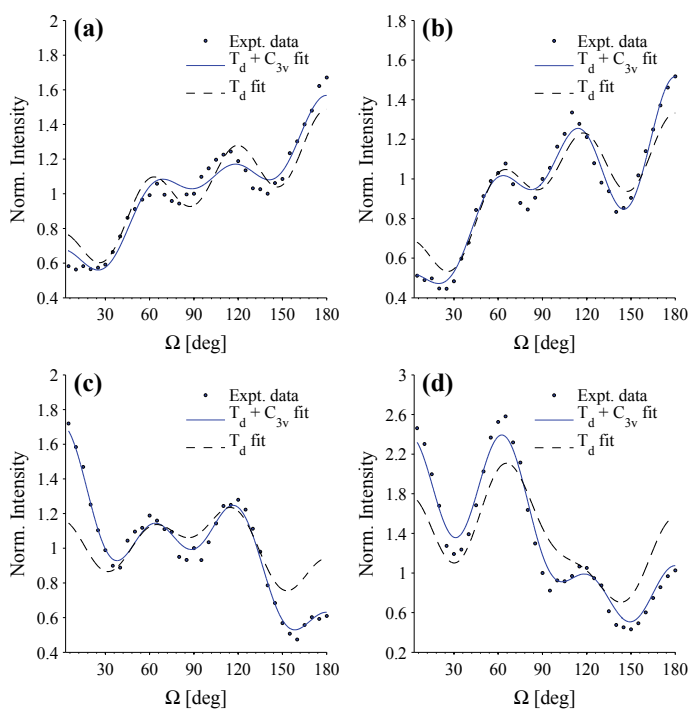 (a)
Expt. data
T_d + C_3v fit
T_d fit
Norm. Intensity
2
1.8
1.6
1.4
1.2
1
0.8
0.6
0.4
30 60 90 120 150 180
Ω [deg]
(b)
Expt. data
T_d + C_3v fit
T_d fit
Norm. Intensity
1.8
1.6
1.4
1.2
1
0.8
0.6
0.4
30 60 90 120 150 180
Ω [deg]
(c)
Expt. data
T_d + C_3v fit
T_d fit
Norm. Intensity
2
1.8
1.6
1.4
1.2
1
0.8
0.6
0.4
30 60 90 120 150 180
Ω [deg]
(d)
Expt. data
T_d + C_3v fit
T_d fit
Norm. Intensity
3
2.6
2.2
1.8
1.4
1
0.6
0.2
30 60 90 120 150 180
Ω [deg]